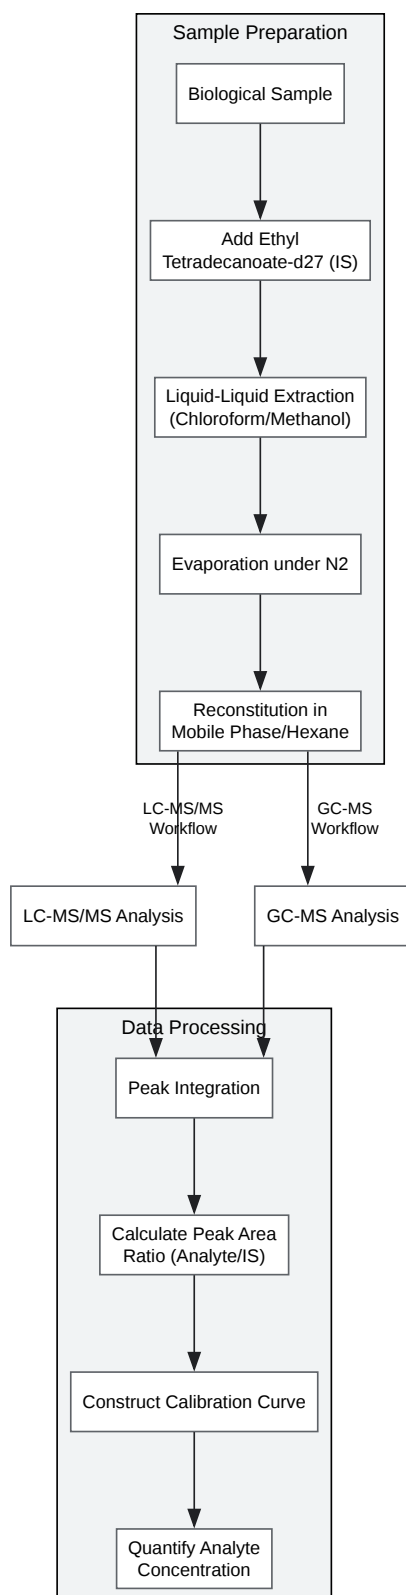 Sample Preparation
Biological Sample
Add Ethyl
Tetradecanoate-d27 (IS)
Liquid-Liquid Extraction
(Chloroform/Methanol)
Evaporation under N2
Reconstitution in
Mobile Phase/Hexane
LC-MS/MS
Workflow
GC-MS
Workflow
LC-MS/MS Analysis
GC-MS Analysis
Data Processing
Peak Integration
Calculate Peak Area
Ratio (Analyte/IS)
Construct Calibration Curve
Quantify Analyte
Concentration